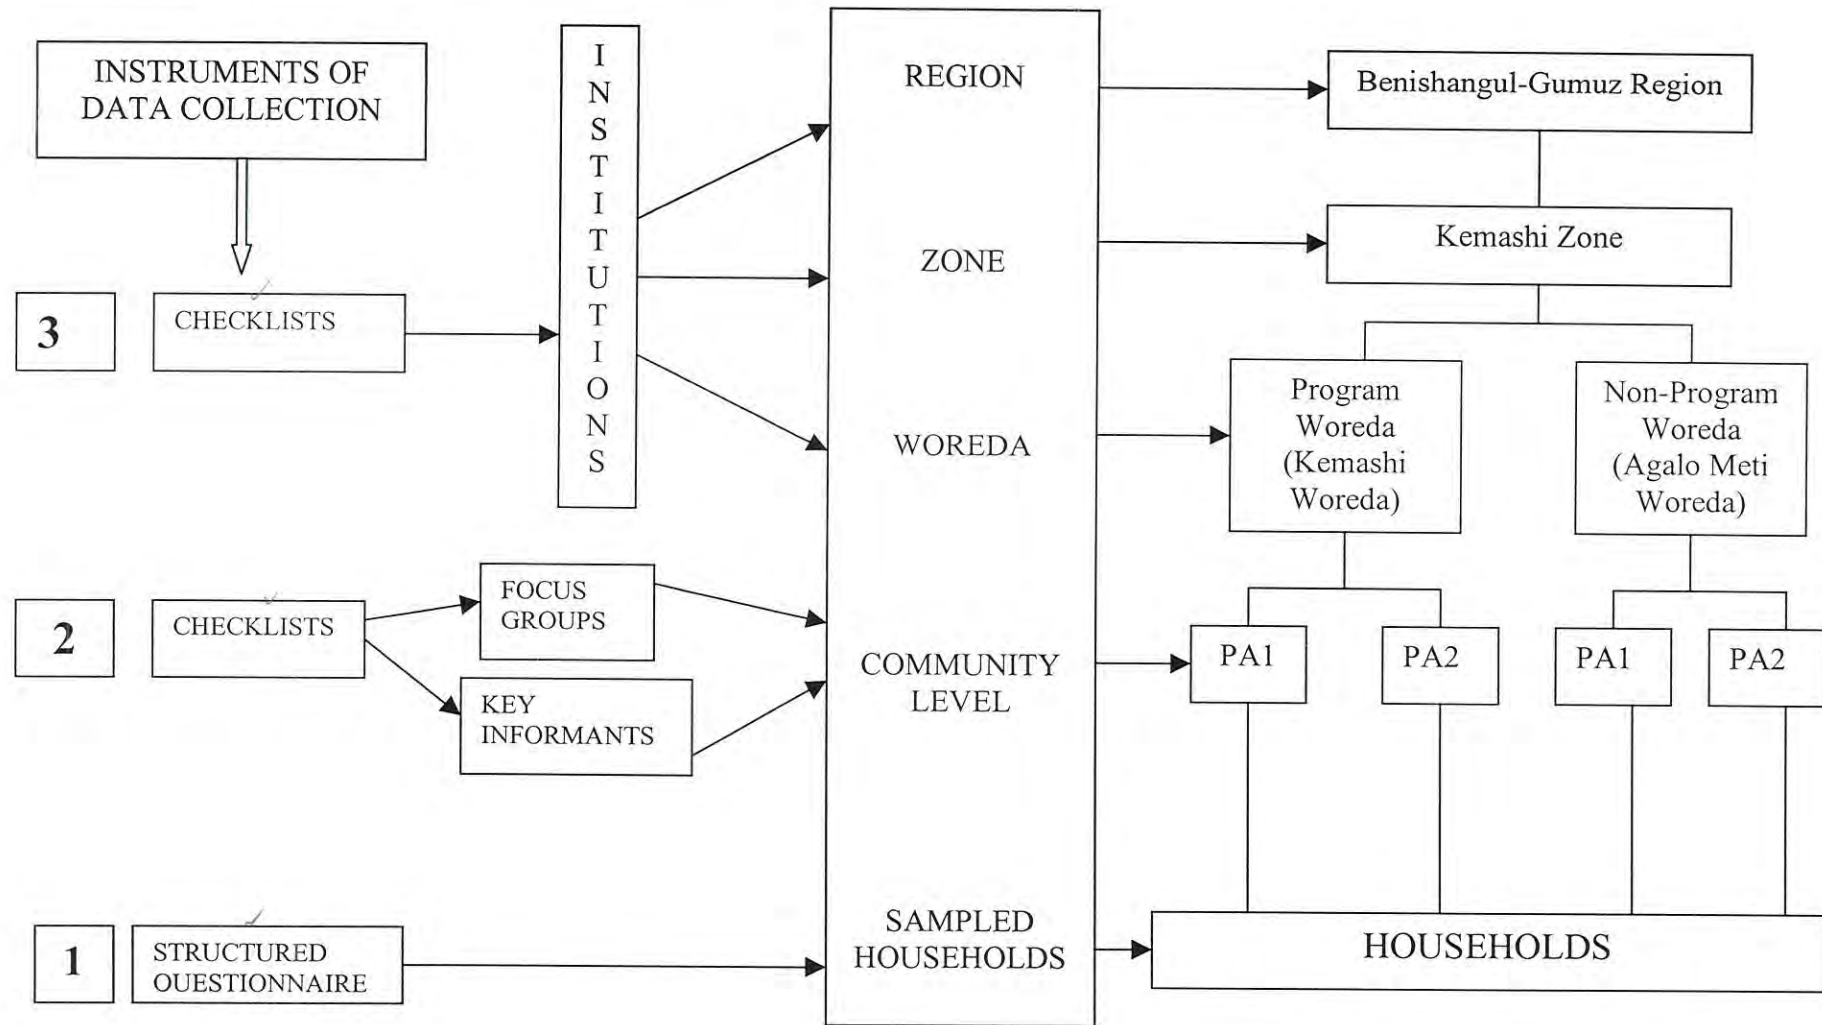 INSTRUMENTS OF
DATA COLLECTION
3
CHECKLISTS
INSTITUTIONS
2
CHECKLISTS
FOCUS
GROUPS
KEY
INFORMANTS
1
STRUCTURED
OUESTIONNAIRE
REGION
ZONE
WOREDA
COMMUNITY
LEVEL
SAMPLED
HOUSEHOLDS
Benishangul-Gumuz Region
Kemashi Zone
Program
Woreda
(Kemashi
Woreda)
Non-Program
Woreda
(Agalo Meti
Woreda)
PA1
PA2
PA1
PA2
HOUSEHOLDS